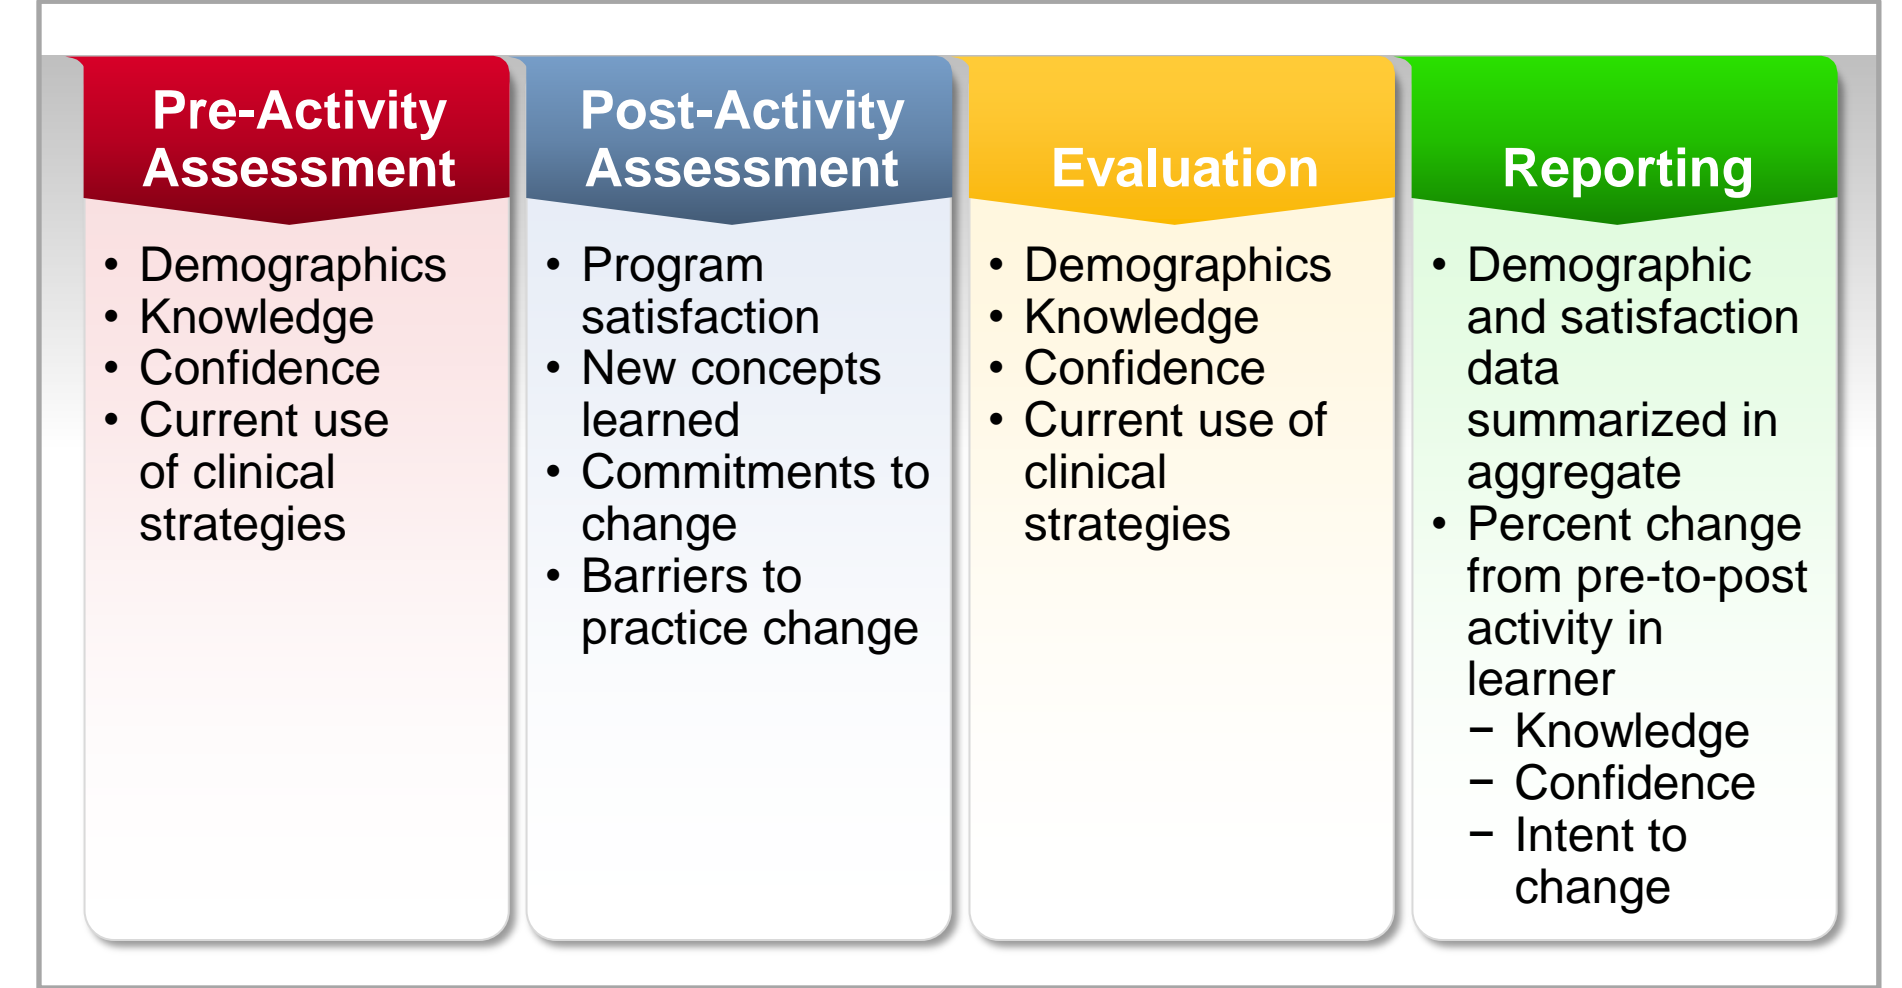 Pre-Activity
Assessment
• Demographics
• Knowledge
• Confidence
• Current use
of clinical
strategies
Post-Activity
Assessment
• Program
satisfaction
• New concepts
learned
• Commitments to
change
• Barriers to
practice change
Evaluation
• Demographics
• Knowledge
• Confidence
• Current use of
clinical
strategies
Reporting
• Demographic
and satisfaction
data
summarized in
aggregate
• Percent change
from pre-to-post
activity in
learner
− Knowledge
− Confidence
− Intent to
change